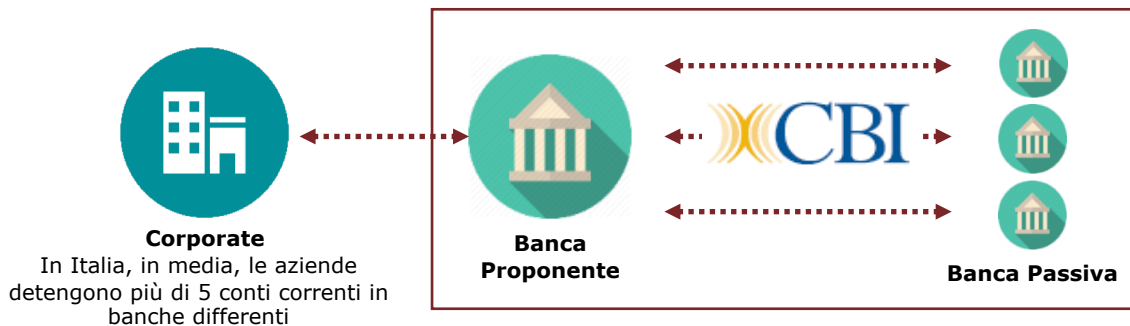 CBI
Corporate
In Italia, in media, le aziende
detengono più di 5 conti correnti in
banche differenti
Banca
Proponente
Banca Passiva